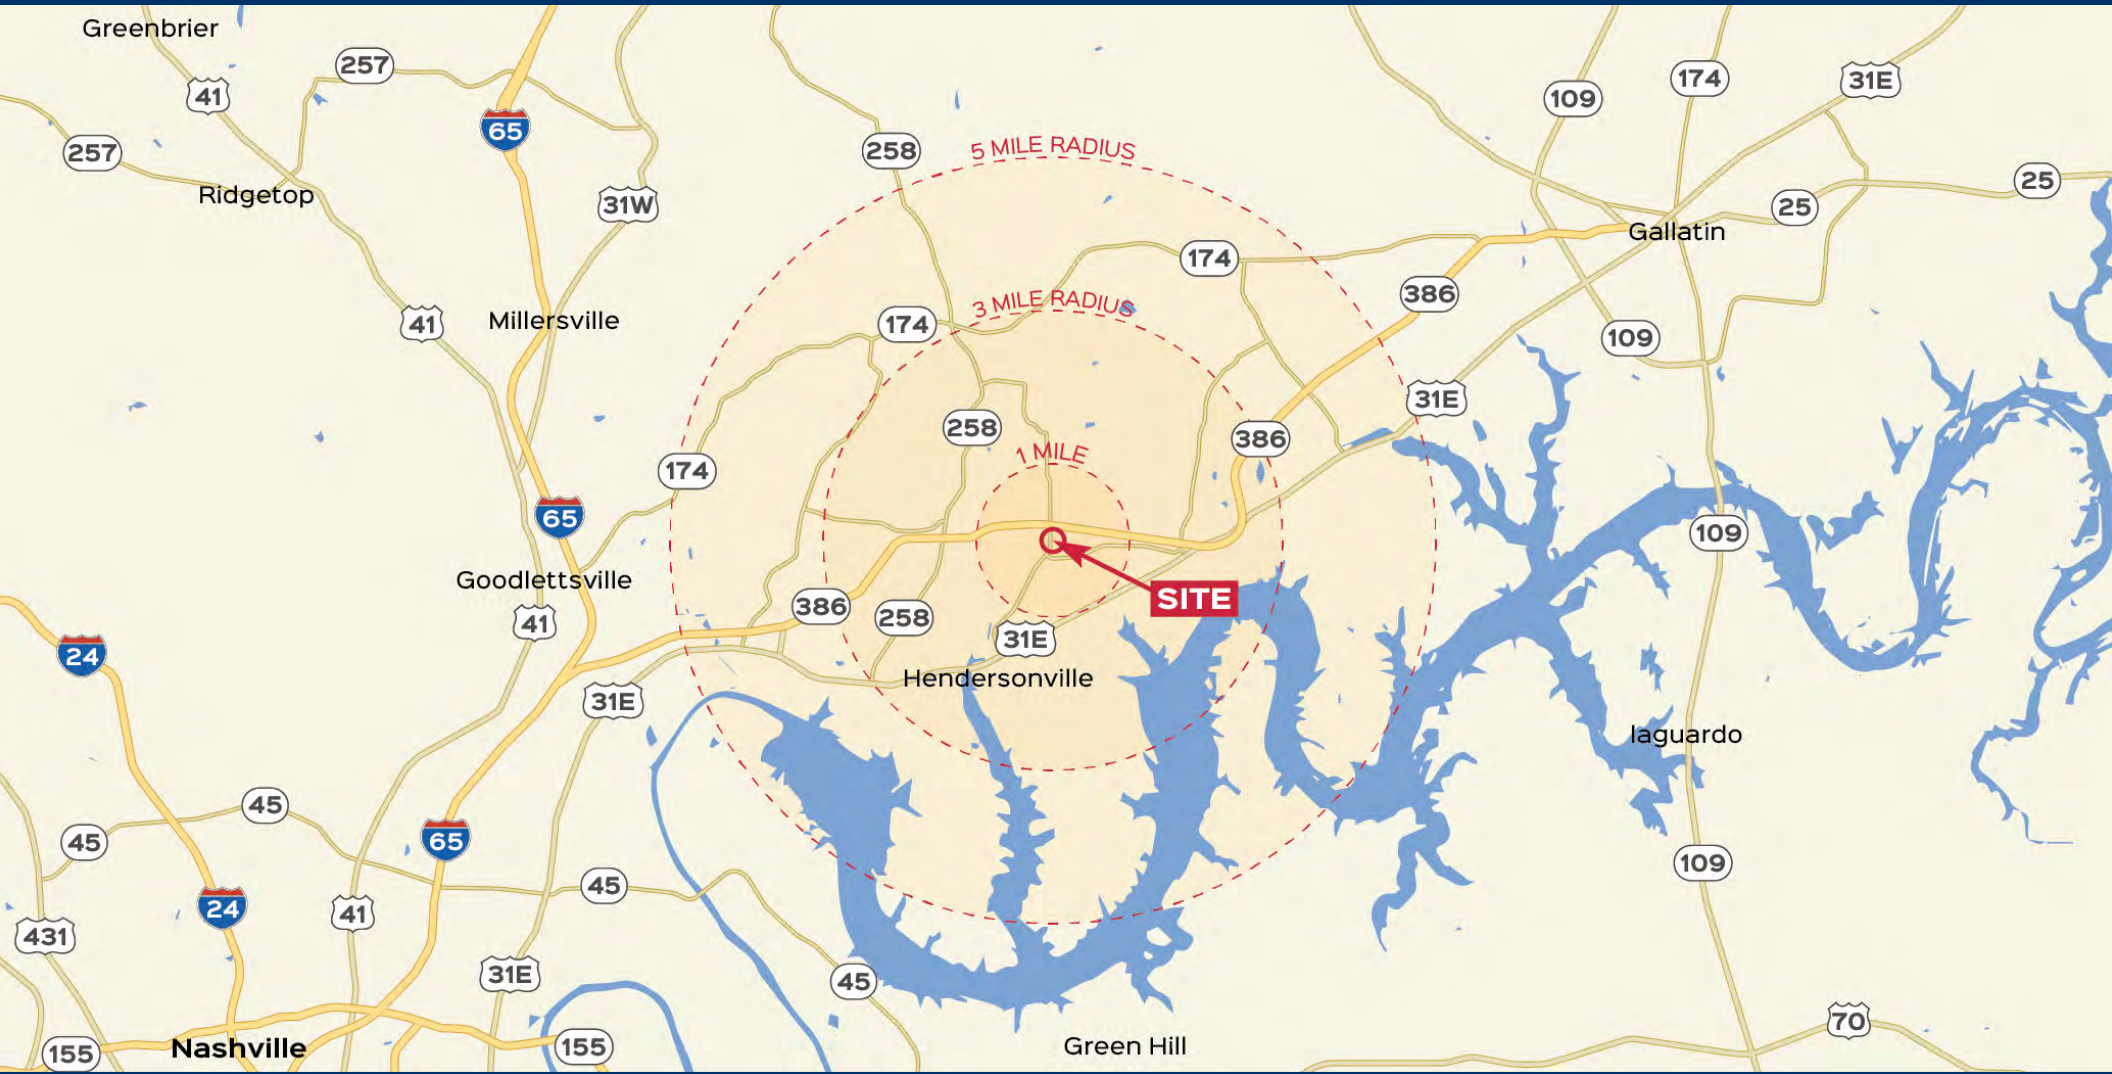 Greenbrier
257
41
65
257
Ridgetop
31W
258
5 MILE RADIUS
109
174
31E
25
25
Gallatin
174
386
3 MILE RADIUS
174
41
Millersville
109
31E
258
386
1 MILE
174
65
109
SITE
Goodlettsville
41
386
258
31E
Hendersonville
24
31E
laguardo
45
45
65
45
109
24
41
431
31E
45
70
155
Nashville
155
Green Hill